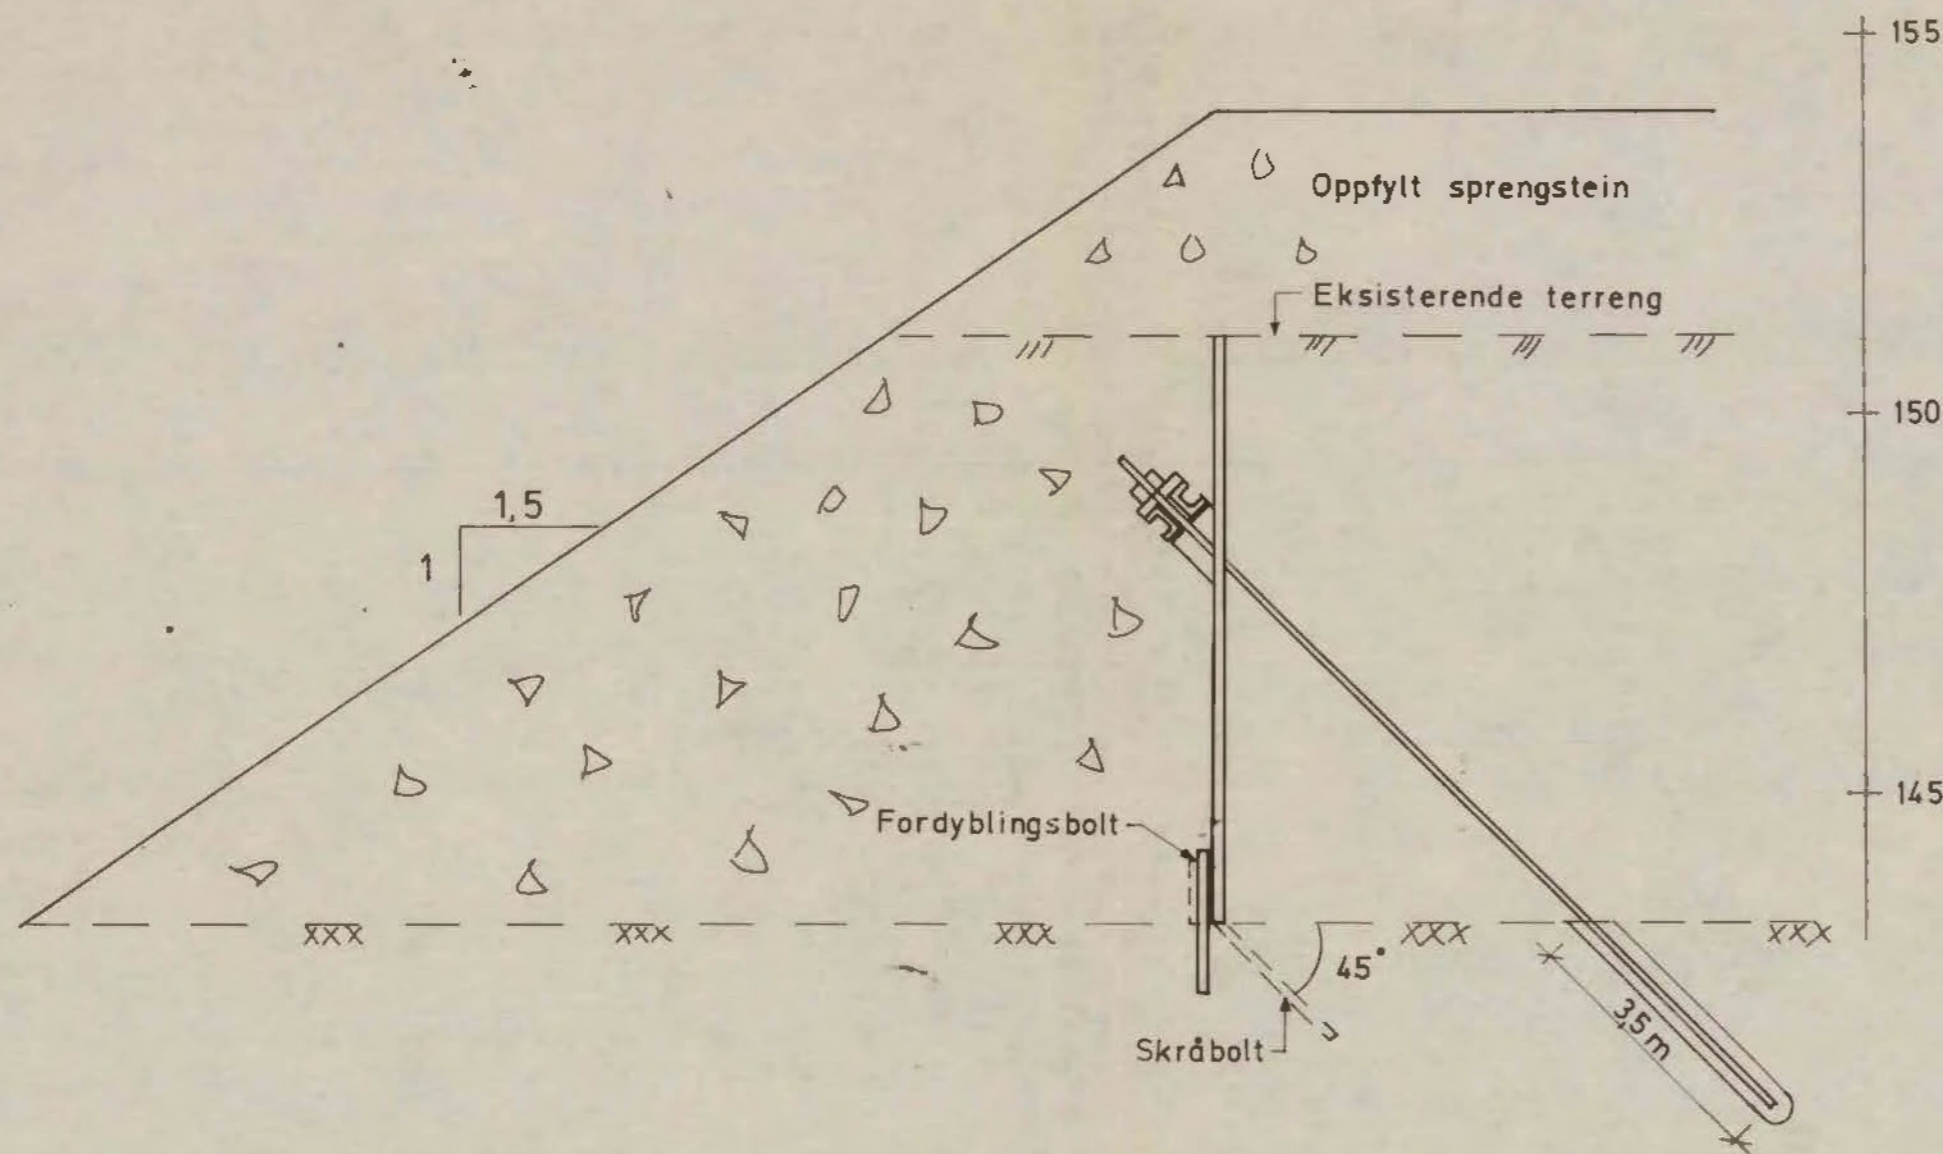 155
Oppfylt sprengstein
Eksisterende terreng
150
1,5
1
145
Fordyblingsbolt
xxx xxx xxx xxx xxx
45°
3,5m
Skråbolt